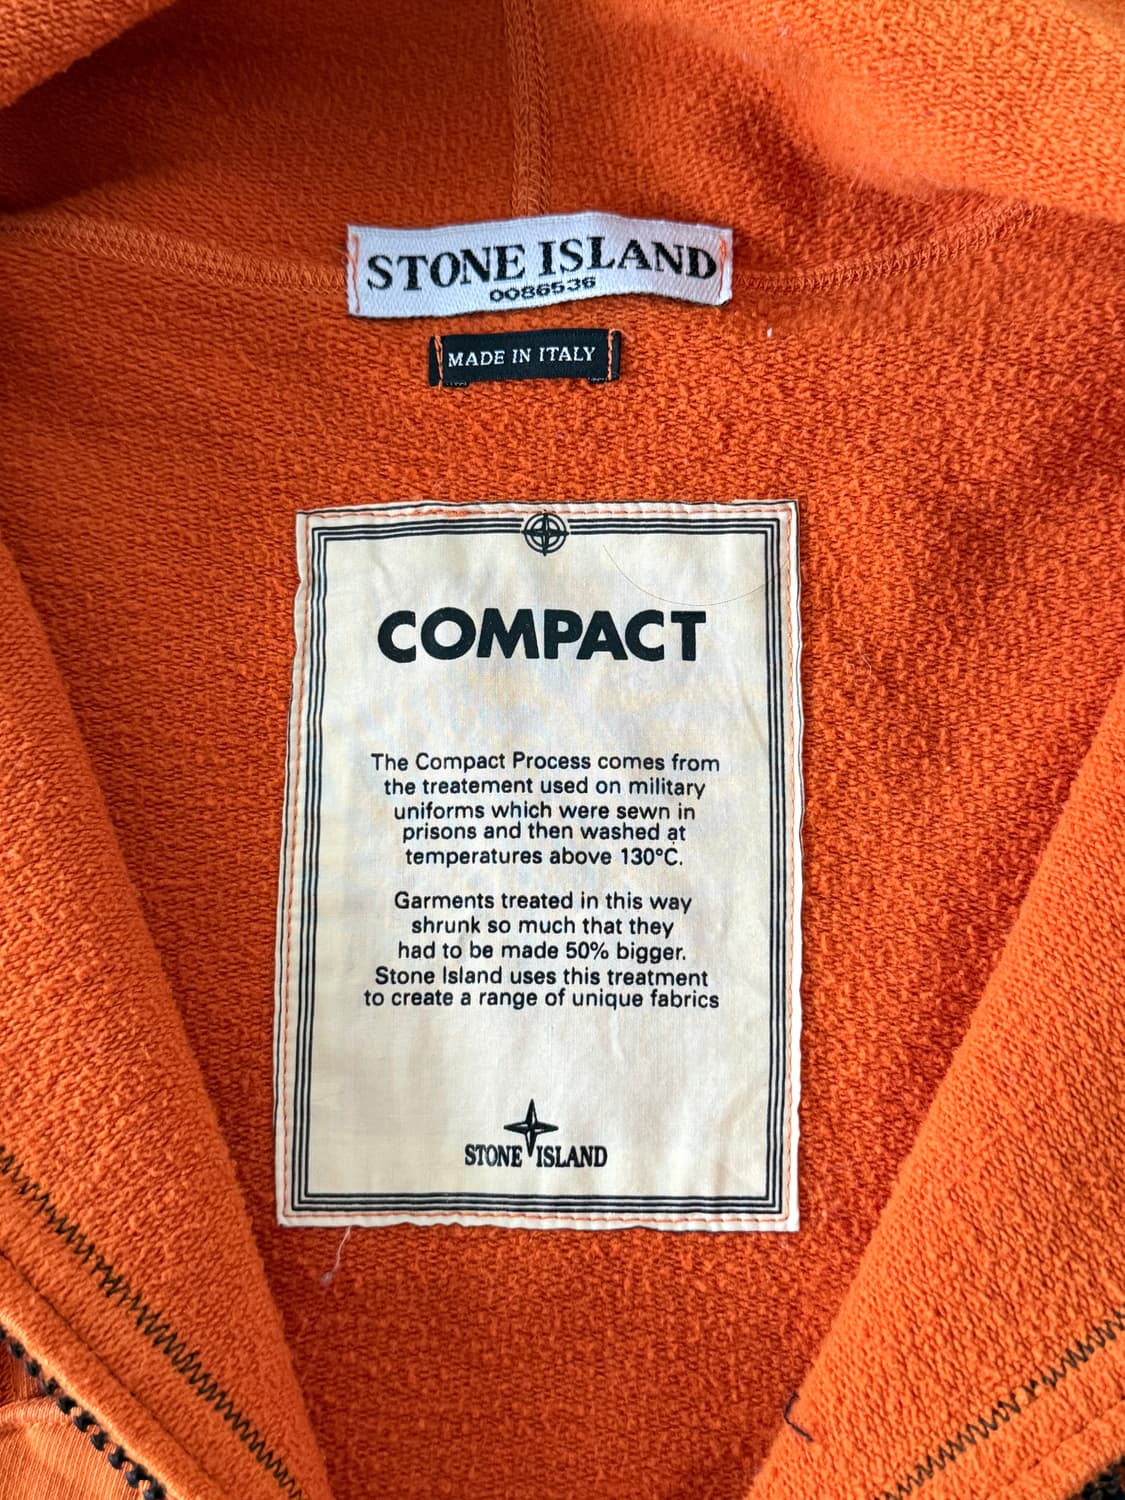 STONE ISLAND
0086536
MADE IN ITALY
COMPACT
The Compact Process comes from
the treatement used on military
uniforms which were sewn in
prisons and then washed at
temperatures above 130°C.
Garments treated in this way
shrunk so much that they
had to be made 50% bigger.
Stone Island uses this treatment
to create a range of unique fabrics
STONE ISLAND